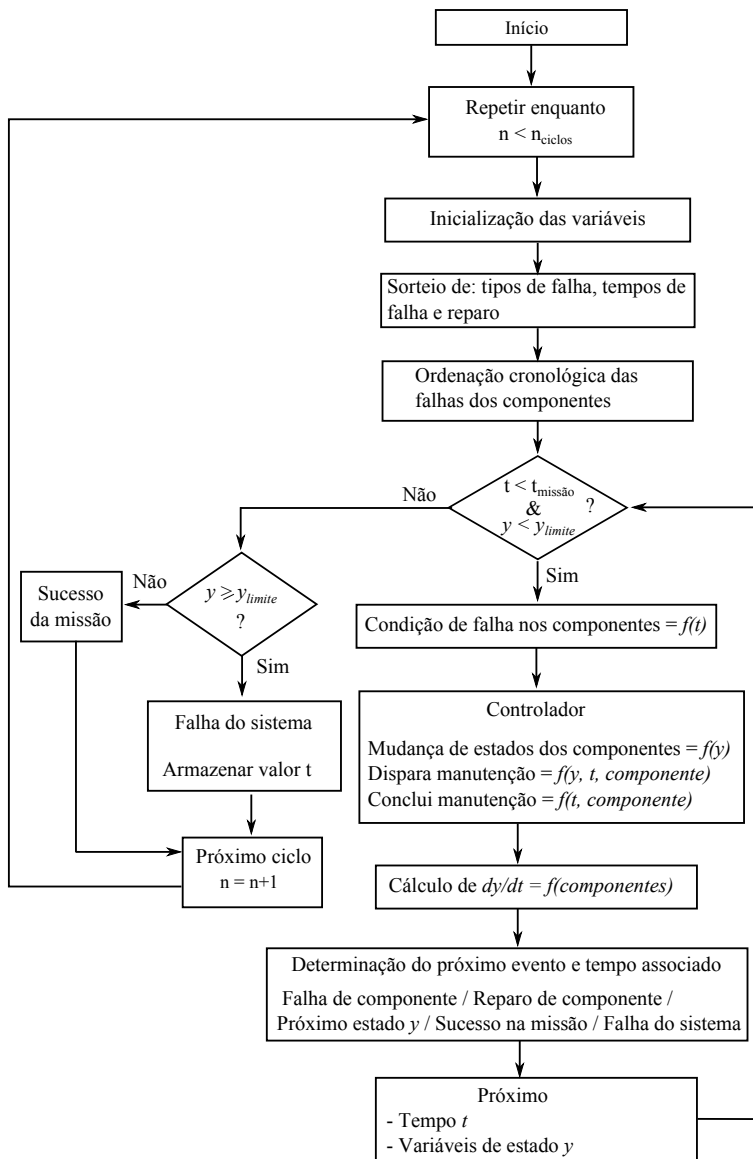 Início
Repetir enquanto
n < n_ciclos
Inicialização das variáveis
Sorteio de: tipos de falha, tempos de
falha e reparo
Ordenação cronológica das
falhas dos componentes
t < t_missão
&
y < y_limite
?
Não
Sim
y ⩾ y_limite
?
Não
Sucesso
da missão
Sim
Falha do sistema
Armazenar valor t
Próximo ciclo
n = n+1
Condição de falha nos componentes = f(t)
Controlador
Mudança de estados dos componentes = f(y)
Dispara manutenção = f(y, t, componente)
Conclui manutenção = f(t, componente)
Cálculo de dy/dt = f(componentes)
Determinação do próximo evento e tempo associado
Falha de componente / Reparo de componente /
Próximo estado y / Sucesso na missão / Falha do sistema
Próximo
- Tempo t
- Variáveis de estado y